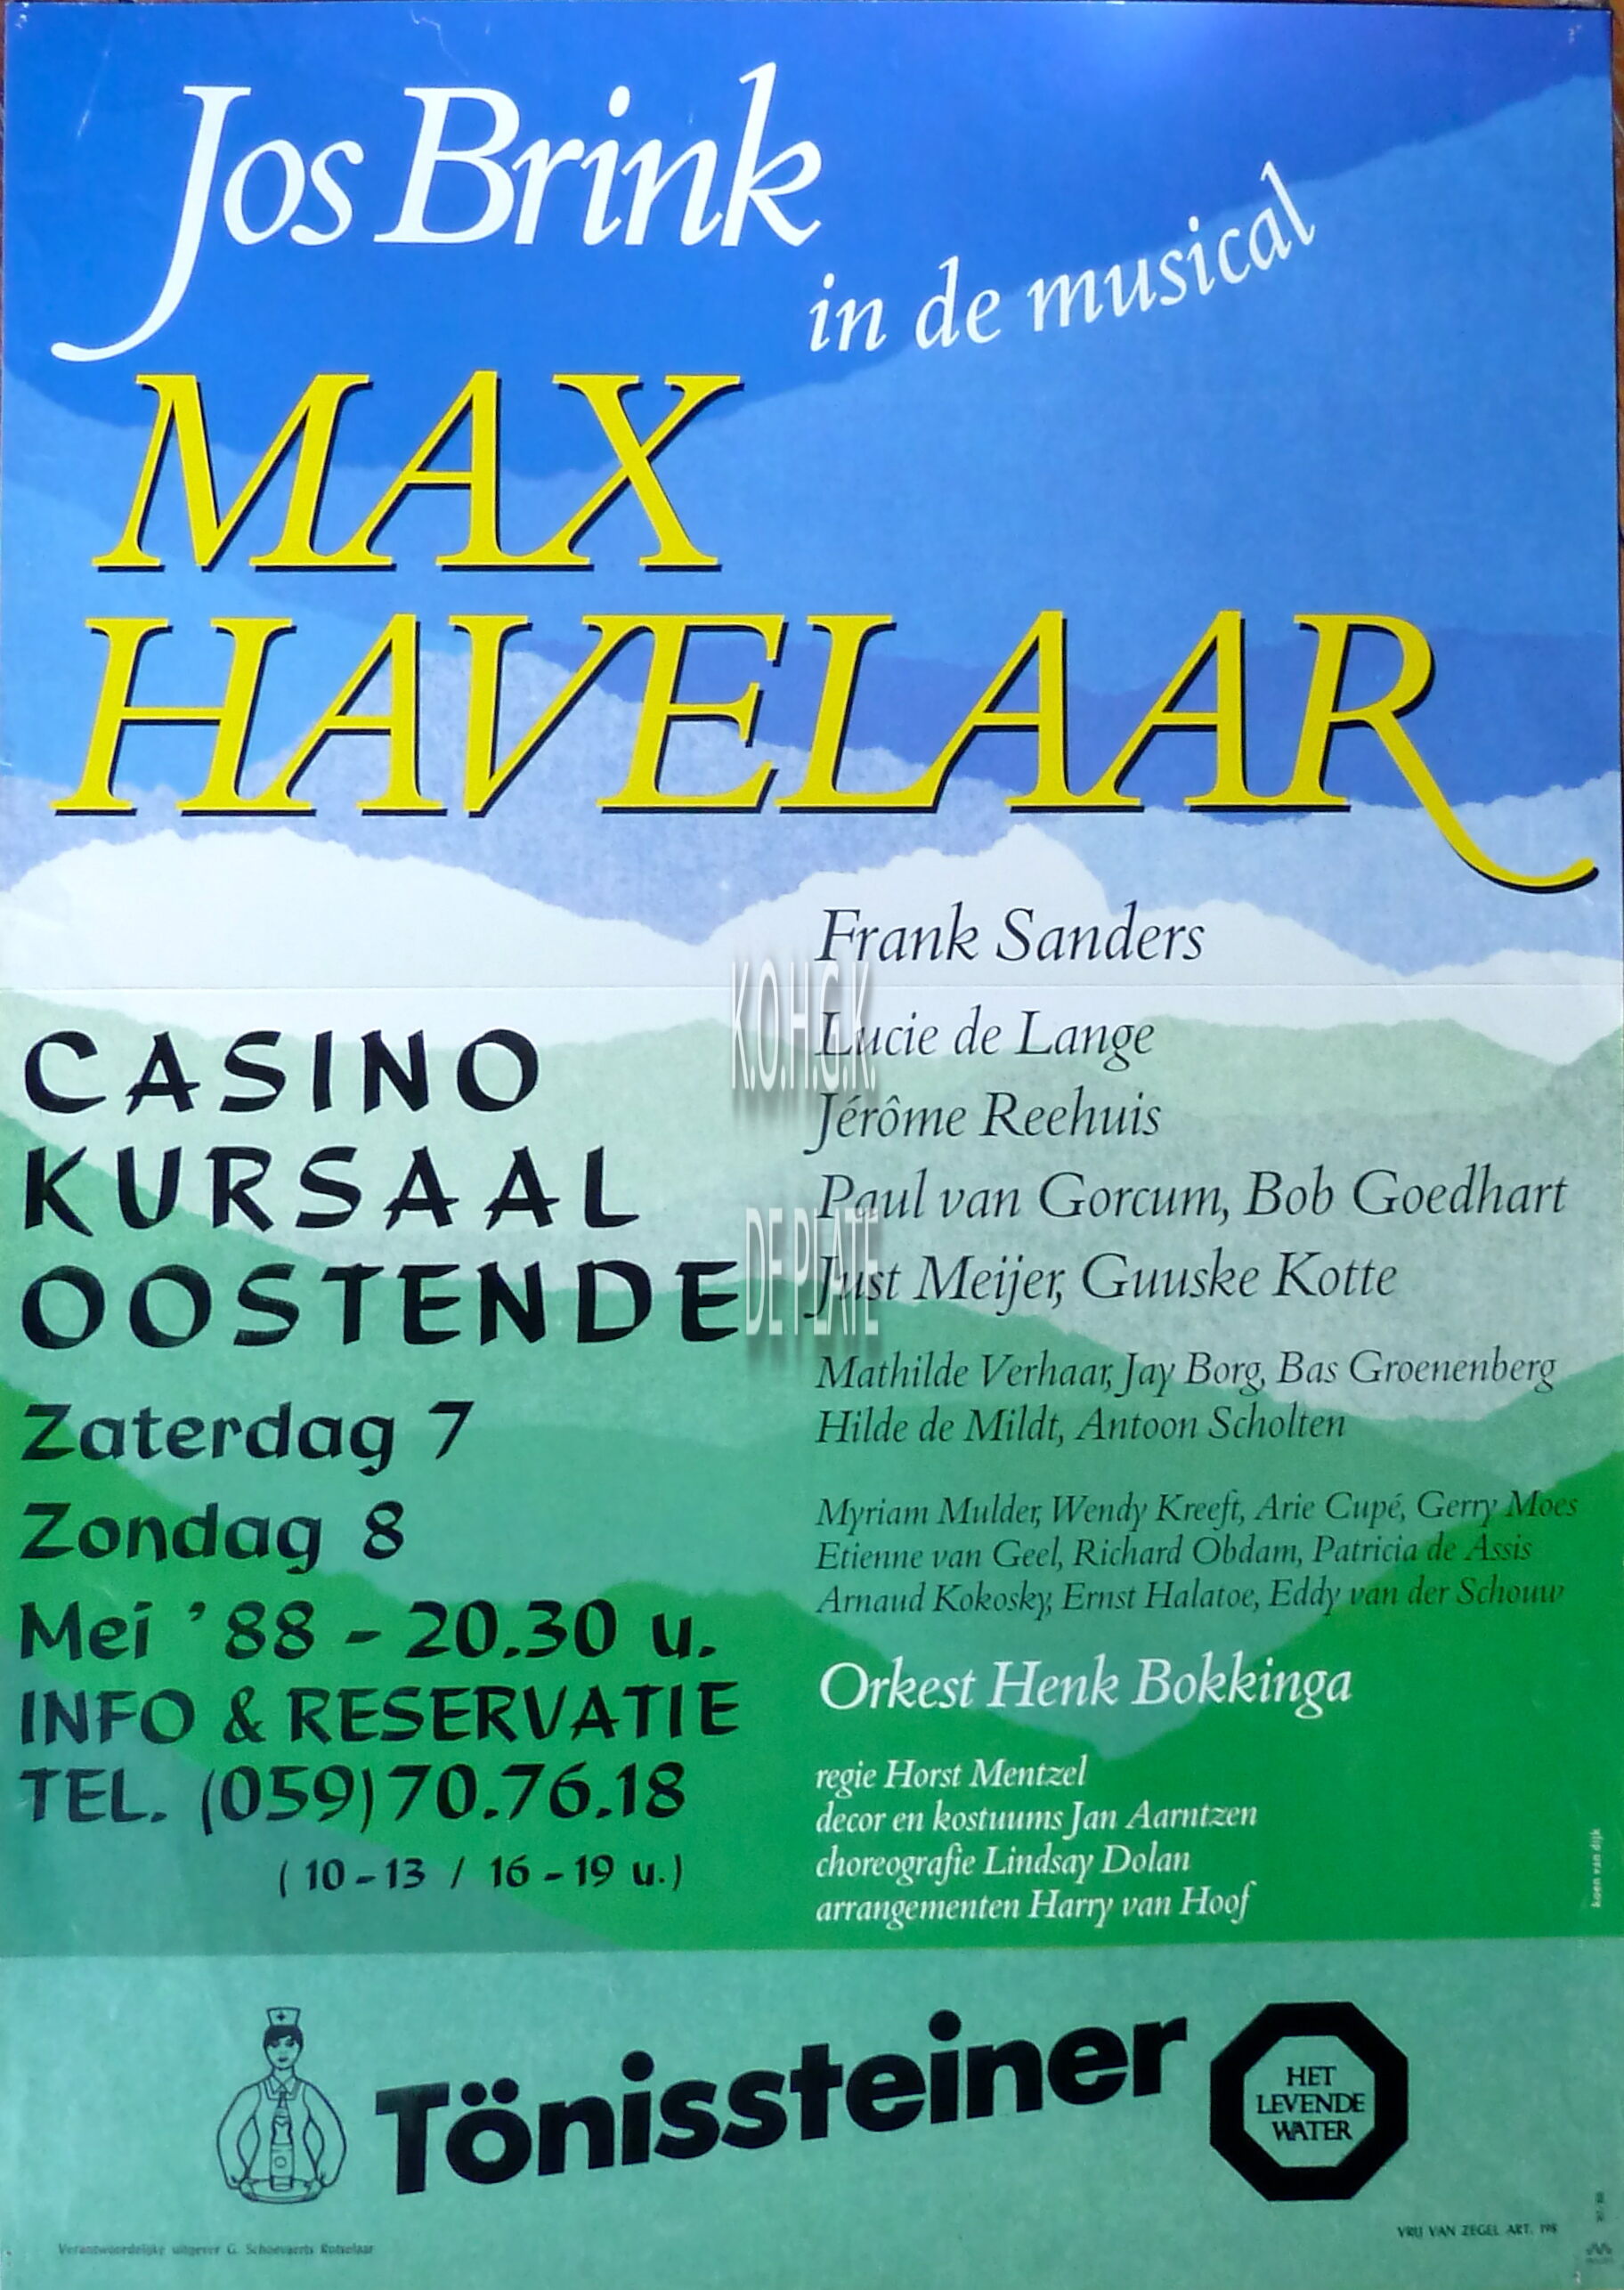 Jos Brink
in de musical
MAX
HAVELAAR
Frank Sanders
Lucie de Lange
Jérôme Reehuis
Paul van Gorcum, Bob Goedhart
Just Meijer, Guuske Kotte
Mathilde Verhaar, Jay Borg, Bas Groenenberg
Hilde de Mildt, Antoon Scholten
Myriam Mulder, Wendy Kreeft, Arie Cupé, Gerry Moes
Etienne van Geel, Richard Obdam, Patricia de Assis
Arnaud Kokosky, Ernst Halatoe, Eddy van der Schouw
Orkest Henk Bokkinga
regie Horst Mentzel
decor en kostuums Jan Aarntzen
choreografie Lindsay Dolan
arrangementen Harry van Hoof
koen van dijk
K.O.H.G.K.
DE PLATE
CASINO
KURSAAL
OOSTENDE
Zaterdag 7
Zondag 8
Mei '88 - 20.30 u.
INFO & RESERVATIE
TEL. (059)70.76.18
(10-13 / 16-19 u.)
Tönissteiner
HET
LEVENDE
WATER
VRIJ VAN ZEGEL ART. 198
Verantwoordelijke uitgever G. Schoevaerts Rotselaar